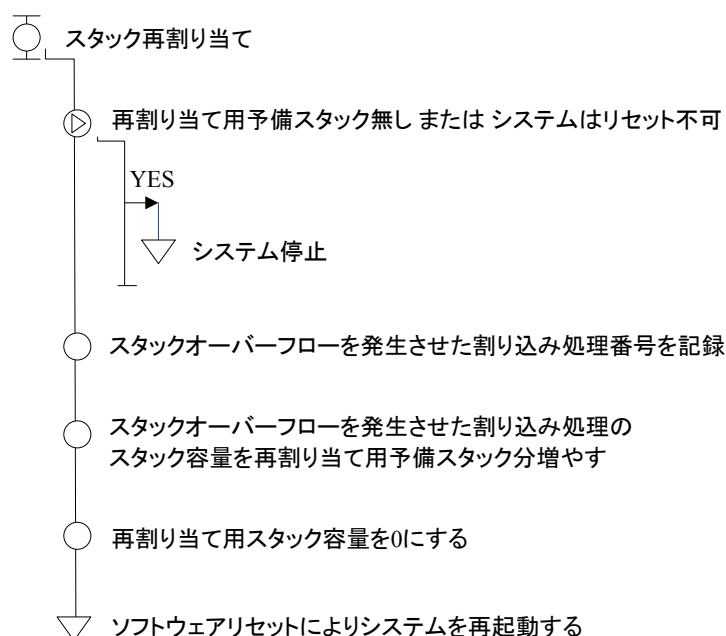 スタック再割り当て
再割り当て用予備スタック無し または システムはリセット不可
YES
システム停止
スタックオーバーフローを発生させた割り込み処理番号を記録
スタックオーバーフローを発生させた割り込み処理の
スタック容量を再割り当て用予備スタック分増やす
再割り当て用スタック容量を0にする
ソフトウェアリセットによりシステムを再起動する